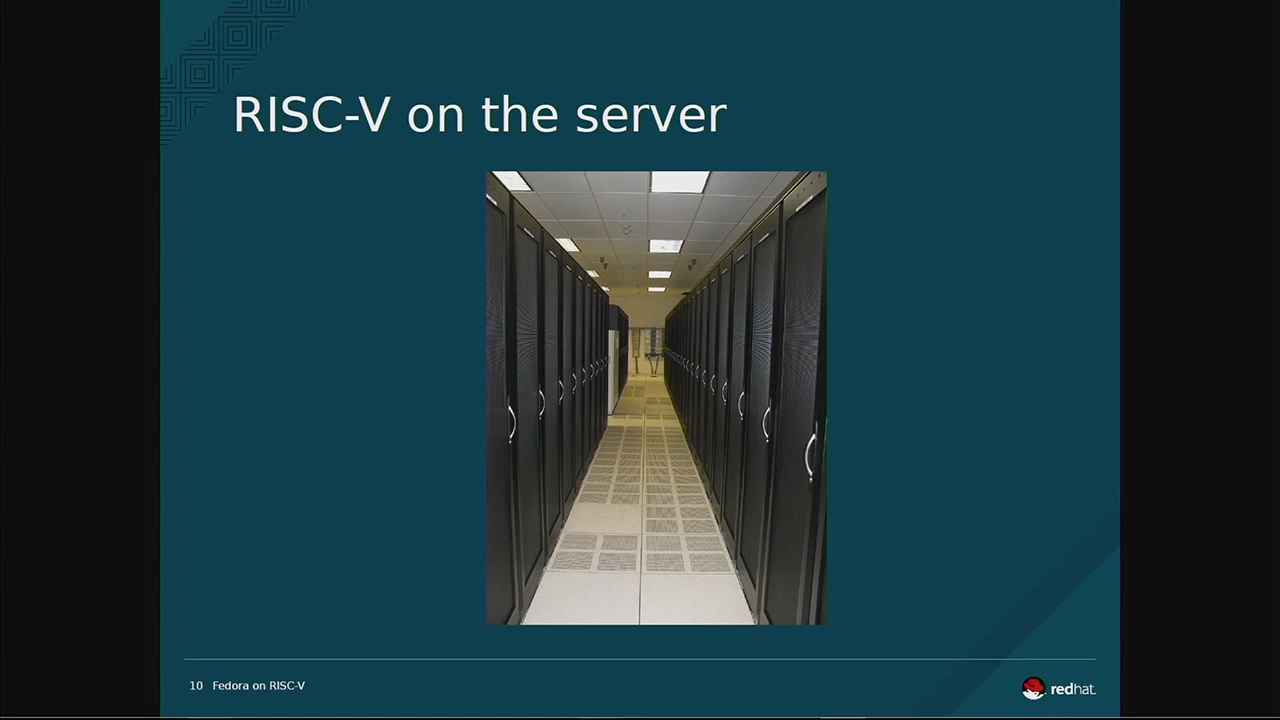 RISC-V on the server
10 Fedora on RISC-V
redhat.